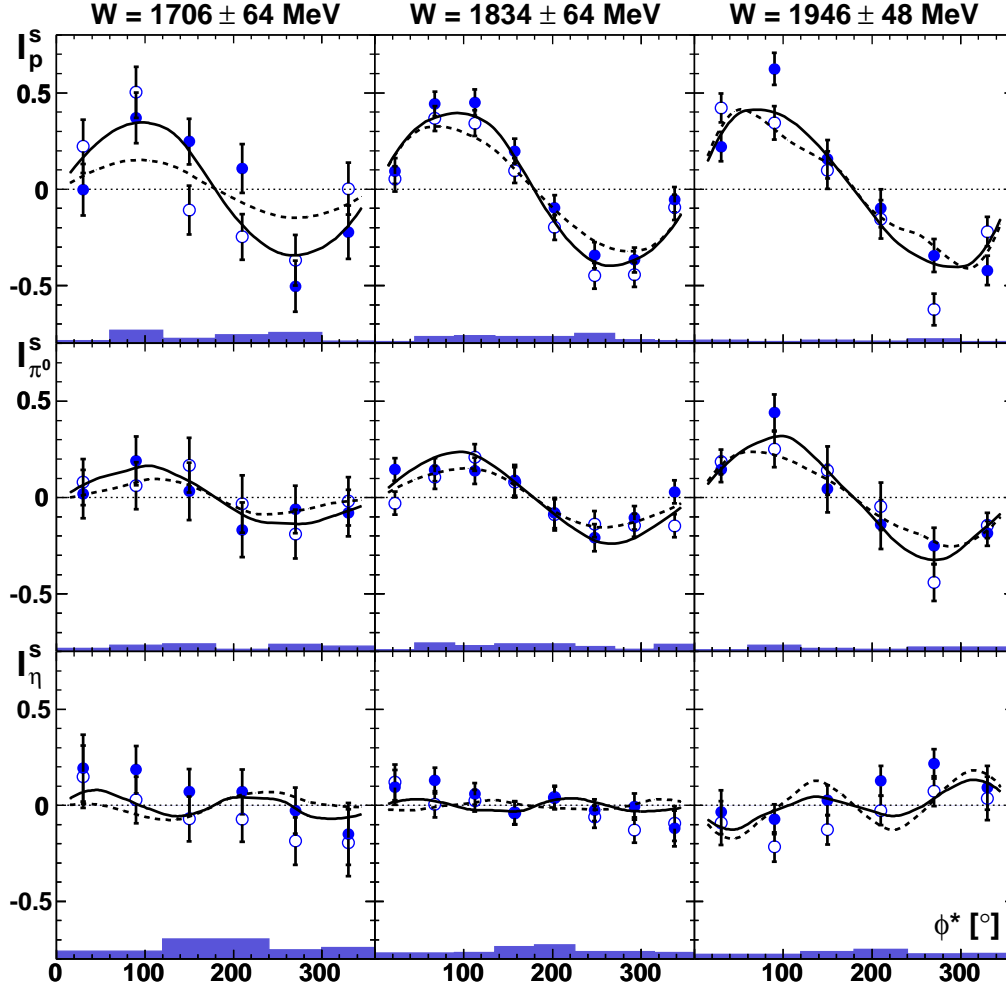 W = 1706 ± 64 MeV W = 1834 ± 64 MeV W = 1946 ± 48 MeV
I^s_p
0.5
0
-0.5
I^s_π⁰
0.5
0
-0.5
I^s_η
0.5
0
-0.5
ϕ* [°]
0 100 200 300 100 200 300 100 200 300